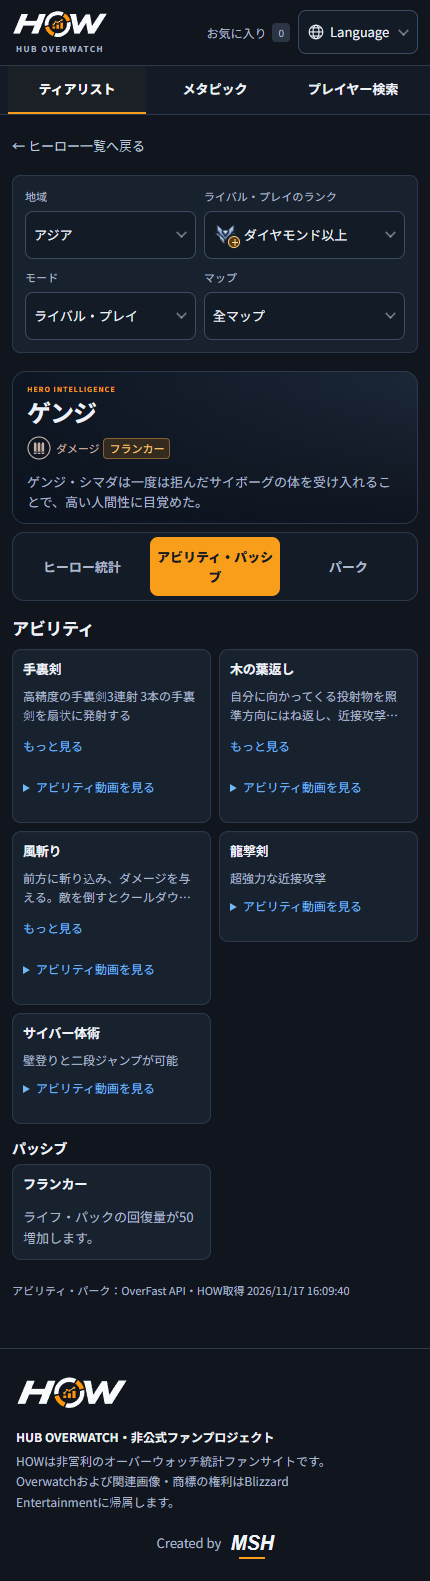 HOW
HUB OVERWATCH
お気に入り 0
Language
ティアリスト メタピック プレイヤー検索
← ヒーロー一覧へ戻る
地域 ライバル・プレイのランク
アジア ダイヤモンド以上
モード マップ
ライバル・プレイ 全マップ
HERO INTELLIGENCE
ゲンジ
ダメージ フランカー
ゲンジ・シマダは一度は拒んだサイボーグの体を受け入れるこ
とで、高い人間性に目覚めた。
ヒーロー統計
アビリティ・パッシ
ブ
パーク
アビリティ
手裏剣
高精度の手裏剣3連射 3本の手裏
剣を扇状に発射する
もっと見る
▶ アビリティ動画を見る
木の葉返し
自分に向かってくる投射物を照
準方向にはね返し、近接攻撃…
もっと見る
▶ アビリティ動画を見る
風斬り
前方に斬り込み、ダメージを与
える。敵を倒すとクールダウ…
もっと見る
▶ アビリティ動画を見る
龍撃剣
超強力な近接攻撃
▶ アビリティ動画を見る
サイバー体術
壁登りと二段ジャンプが可能
▶ アビリティ動画を見る
パッシブ
フランカー
ライフ・パックの回復量が50
増加します。
アビリティ・パーク：OverFast API・HOW取得 2026/11/17 16:09:40
HOW
HUB OVERWATCH・非公式ファンプロジェクト
HOWは非営利のオーバーウォッチ統計ファンサイトです。
Overwatchおよび関連画像・商標の権利はBlizzard
Entertainmentに帰属します。
Created by MSH